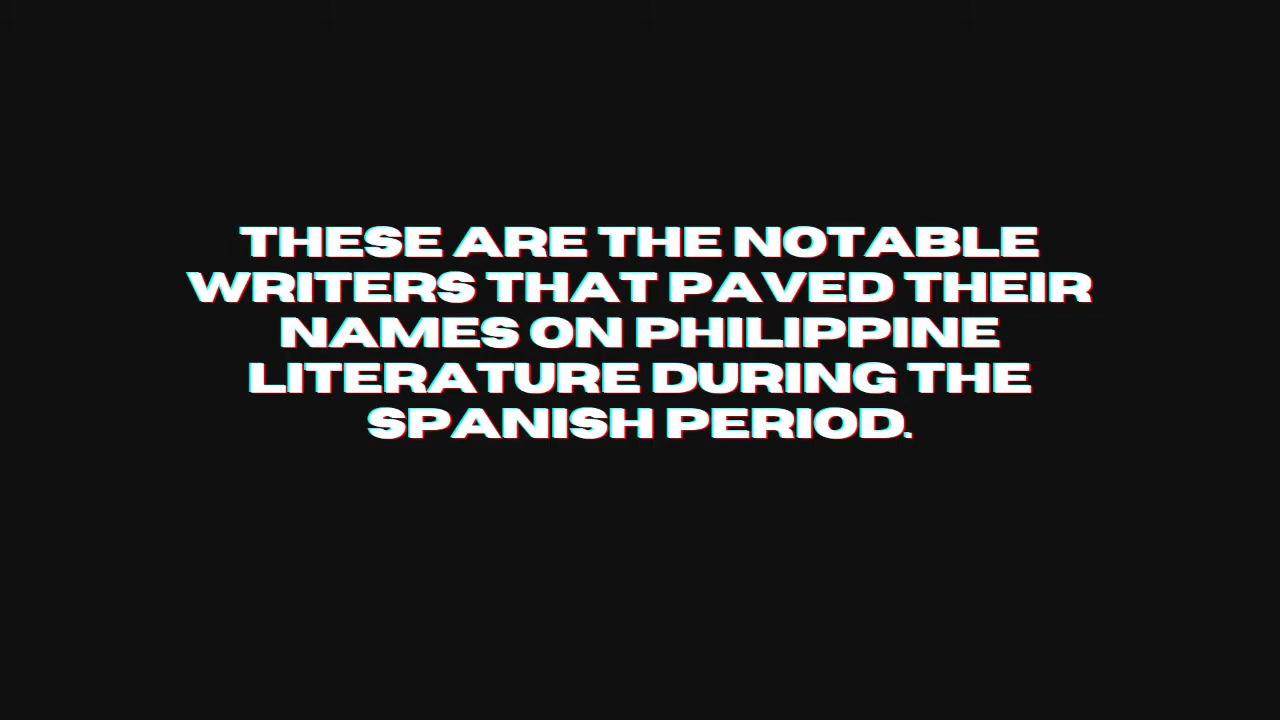 THESE ARE THE NOTABLE
WRITERS THAT PAVED THEIR
NAMES ON PHILIPPINE
LITERATURE DURING THE
SPANISH PERIOD.